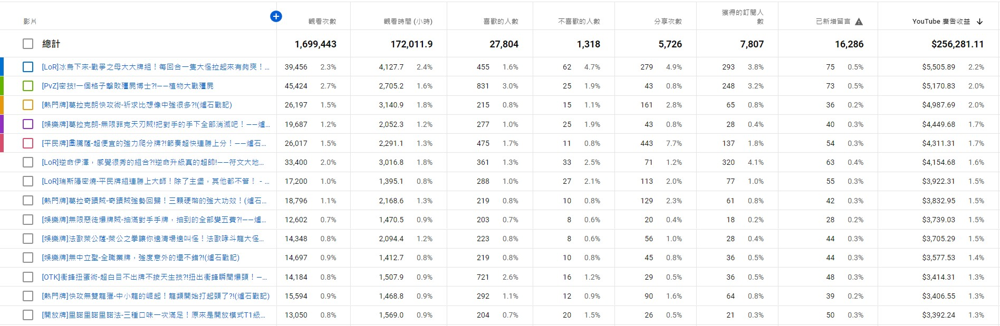 影片 觀看次數 觀看時間 (小時) 喜歡的人數 不喜歡的人數 分享次數 獲得的訂閱人數 已新增留言 YouTube 廣告收益
總計 1,699,443 172,011.9 27,804 1,318 5,726 7,807 16,286 $256,281.11
[LoR]冰鳥下來-戰爭之母大大牌組！每回合一隻大怪拉起來有夠爽！... 39,456 2.3% 4,127.7 2.4% 455 1.6% 62 4.7% 279 4.9% 293 3.8% 75 0.5% $5,505.89 2.2%
[PvZ]密技!一個格子擊敗殭屍博士?!——植物大戰殭屍 45,424 2.7% 2,705.2 1.6% 831 3.0% 25 1.9% 43 0.8% 248 3.2% 73 0.5% $5,170.83 2.0%
[熱門牌]葛拉克朗快攻術-祈求比想像中強很多?!(爐石戰記) 26,197 1.5% 3,140.9 1.8% 215 0.8% 15 1.1% 161 2.8% 65 0.8% 36 0.2% $4,987.69 2.0%
[娛樂牌]葛拉克朗-無限菲克天刃賊!把對手的手下全部消滅吧！——爐... 19,687 1.2% 2,052.3 1.2% 277 1.0% 25 1.9% 43 0.8% 28 0.4% 40 0.3% $4,449.68 1.7%
[平民牌]圖騰薩-超便宜的強力爬分牌?!節奏超快連勝上分！——爐石... 26,017 1.5% 2,291.1 1.3% 475 1.7% 11 0.8% 443 7.7% 137 1.8% 54 0.3% $4,311.31 1.7%
[LoR]逆命伊澤，感覺很秀的組合?!逆命升級真的超帥!——符文大地... 33,400 2.0% 3,016.8 1.8% 361 1.3% 33 2.5% 71 1.2% 320 4.1% 63 0.4% $4,154.68 1.6%
[LoR]瑞斯隱密燒-平民牌組連勝上大師！除了主堡，其他都不管！ - ... 17,200 1.0% 1,395.1 0.8% 288 1.0% 27 2.1% 113 2.0% 77 1.0% 55 0.3% $3,922.31 1.5%
[熱門牌]葛拉奇蹟賊-奇蹟賊強勢回歸！三顆硬幣的強大功效！(爐石... 18,796 1.1% 2,168.6 1.3% 219 0.8% 10 0.8% 129 2.3% 61 0.8% 42 0.3% $3,832.95 1.5%
[娛樂牌]無限惡徒爆牌賊-抽滿對手手牌，抽到的全部變五費?!——爐... 12,602 0.7% 1,470.5 0.9% 203 0.7% 8 0.6% 20 0.4% 18 0.2% 28 0.2% $3,739.03 1.5%
[娛樂牌]法歐萊公薩-萊公之拳讓你邊清場邊叫怪！法歐哮斗龍大怪... 14,348 0.8% 2,094.4 1.2% 223 0.8% 8 0.6% 56 1.0% 28 0.4% 44 0.3% $3,705.29 1.5%
[娛樂牌]無中立聖-全職業牌，強度意外的還不錯?!(爐石戰記) 14,697 0.9% 1,412.7 0.8% 219 0.8% 10 0.8% 45 0.8% 36 0.5% 44 0.3% $3,577.53 1.4%
[OTK]衝鋒扭蛋術-超白目不出牌不按天生技?!扭出衝鋒瞬間爆頭！—... 14,184 0.8% 1,507.9 0.9% 721 2.6% 16 1.2% 29 0.5% 36 0.5% 48 0.3% $3,414.31 1.3%
[熱門牌]快攻無雙龍獵-中小龍的崛起！龍類開始打起頭了?!(爐石戰記) 15,594 0.9% 1,468.8 0.9% 292 1.1% 12 0.9% 90 1.6% 64 0.8% 39 0.2% $3,406.55 1.3%
[開放牌]里諾里諾里諾法-三種口味一次滿足！原來是開放模式T1級... 13,050 0.8% 1,569.0 0.9% 204 0.7% 20 1.5% 26 0.5% 21 0.3% 50 0.3% $3,392.24 1.3%